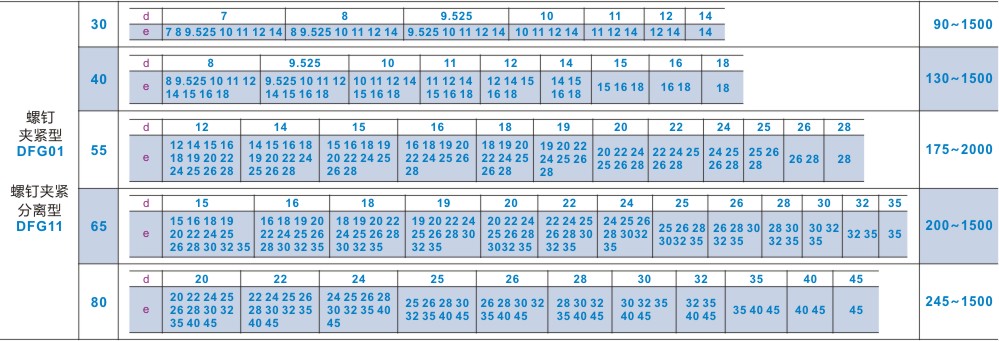 螺钉
夹紧型
DFG01
螺钉夹紧
分离型
DFG11
30
d 7 8 9.525 10 11 12 14
e 7 8 9.525 10 11 12 14 8 9.525 10 11 12 14 9.525 10 11 12 14 10 11 12 14 11 12 14 12 14 14
90~1500
40
d 8 9.525 10 11 12 14 15 16 18
e 8 9.525 10 11 12 14 15 16 18 9.525 10 11 12 14 15 16 18 10 11 12 14 15 16 18 11 12 14 15 16 18 12 14 15 16 18 14 15 16 18 15 16 18 16 18 18
130~1500
55
d 12 14 15 16 18 19 20 22 24 25 26 28
e 12 14 15 16 18 19 20 22 24 25 26 28 14 15 16 18 19 20 22 24 25 26 28 15 16 18 19 20 22 24 25 26 28 16 18 19 20 22 24 25 26 28 18 19 20 22 24 25 26 28 19 20 22 24 25 26 28 20 22 24 25 26 28 22 24 25 26 28 24 25 26 28 25 26 28 26 28 28
175~2000
65
d 15 16 18 19 20 22 24 25 26 28 30 32 35
e 15 16 18 19 20 22 24 25 26 28 30 32 35 16 18 19 20 22 24 25 26 28 30 32 35 18 19 20 22 24 25 26 28 30 32 35 19 20 22 24 25 26 28 30 32 35 20 22 24 25 26 28 30 32 35 22 24 25 26 28 30 32 35 24 25 26 28 30 32 35 25 26 28 30 32 35 26 28 30 32 35 28 30 32 35 30 32 35 32 35 35
200~1500
80
d 20 22 24 25 26 28 30 32 35 40 45
e 20 22 24 25 26 28 30 32 35 40 45 22 24 25 26 28 30 32 35 40 45 24 25 26 28 30 32 35 40 45 25 26 28 30 32 35 40 45 26 28 30 32 35 40 45 28 30 32 35 40 45 30 32 35 40 45 32 35 40 45 35 40 45 40 45 45
245~1500